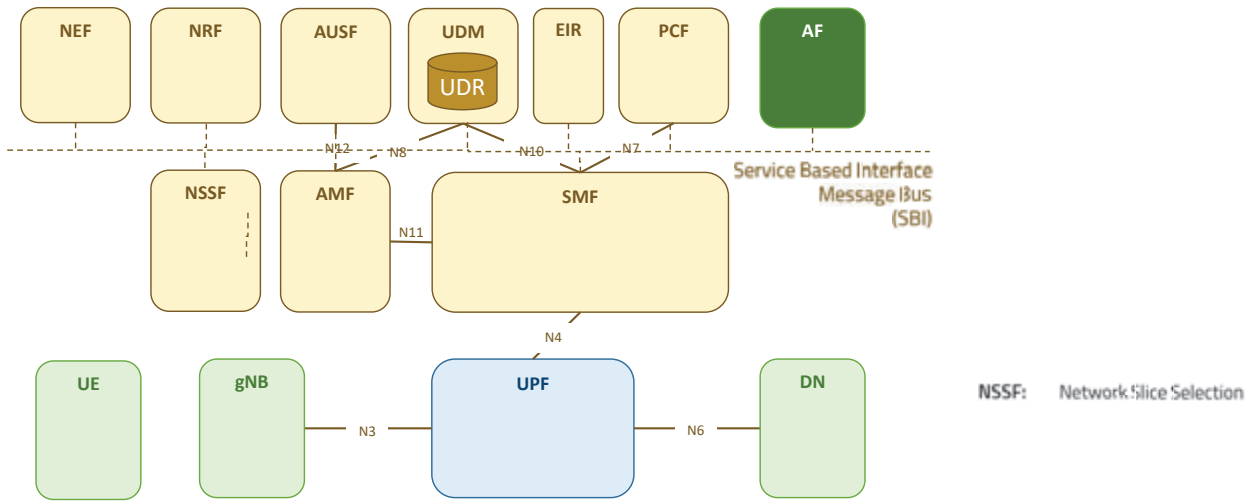 NEF NRF AUSF UDM EIR PCF AF
UDR
N12 N8 N10 N7
NSSF AMF SMF
Service Based Interface
Message Bus
(SBI)
N11
N4
UE gNB UPF DN
NSSF: Network Slice Selection
N3 N6